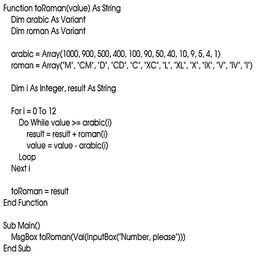 Function toRoman(value) As String
Dim arabic As Variant
Dim roman As Variant
arabic = Array(1000, 900, 500, 400, 100, 90, 50, 40, 10, 9, 5, 4, 1)
roman = Array("M", "CM", "D", "CD", "C", "XC", "L", "XL", "X", "IX", "V", "IV", "I")
Dim i As Integer, result As String
For i = 0 To 12
Do While value >= arabic(i)
result = result + roman(i)
value = value - arabic(i)
Loop
Next i
toRoman = result
End Function
Sub Main()
MsgBox toRoman(Val(InputBox("Number, please")))
End Sub